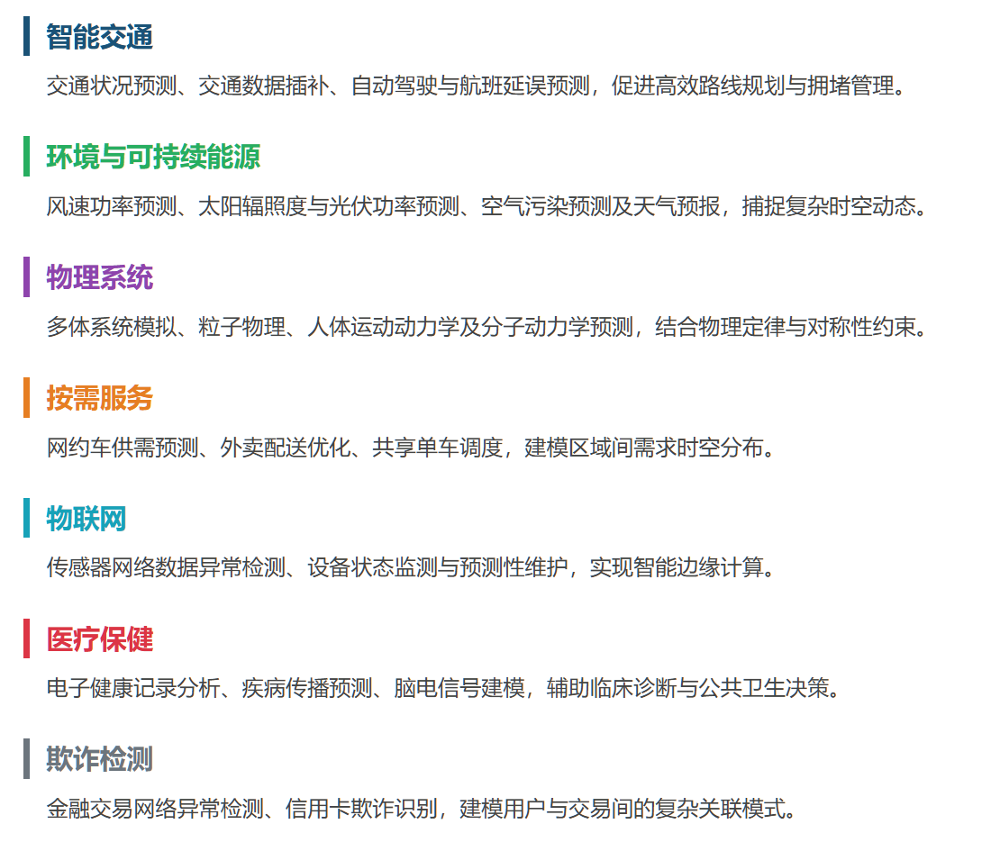 智能交通
交通状况预测、交通数据插补、自动驾驶与航班延误预测，促进高效路线规划与拥堵管理。
环境与可持续能源
风速功率预测、太阳辐照度与光伏功率预测、空气污染预测及天气预报，捕捉复杂时空动态。
物理系统
多体系统模拟、粒子物理、人体运动动力学及分子动力学预测，结合物理定律与对称性约束。
按需服务
网约车供需预测、外卖配送优化、共享单车调度，建模区域间需求时空分布。
物联网
传感器网络数据异常检测、设备状态监测与预测性维护，实现智能边缘计算。
医疗保健
电子健康记录分析、疾病传播预测、脑电信号建模，辅助临床诊断与公共卫生决策。
欺诈检测
金融交易网络异常检测、信用卡欺诈识别，建模用户与交易间的复杂关联模式。